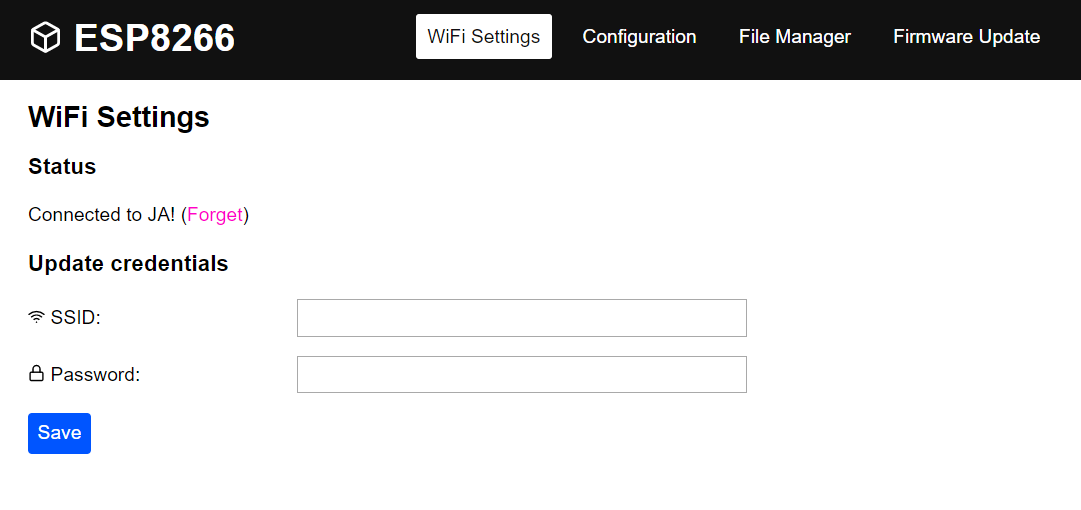 ESP8266
WiFi Settings
Configuration
File Manager
Firmware Update
WiFi Settings
Status
Connected to JA! (Forget)
Update credentials
SSID:
Password:
Save